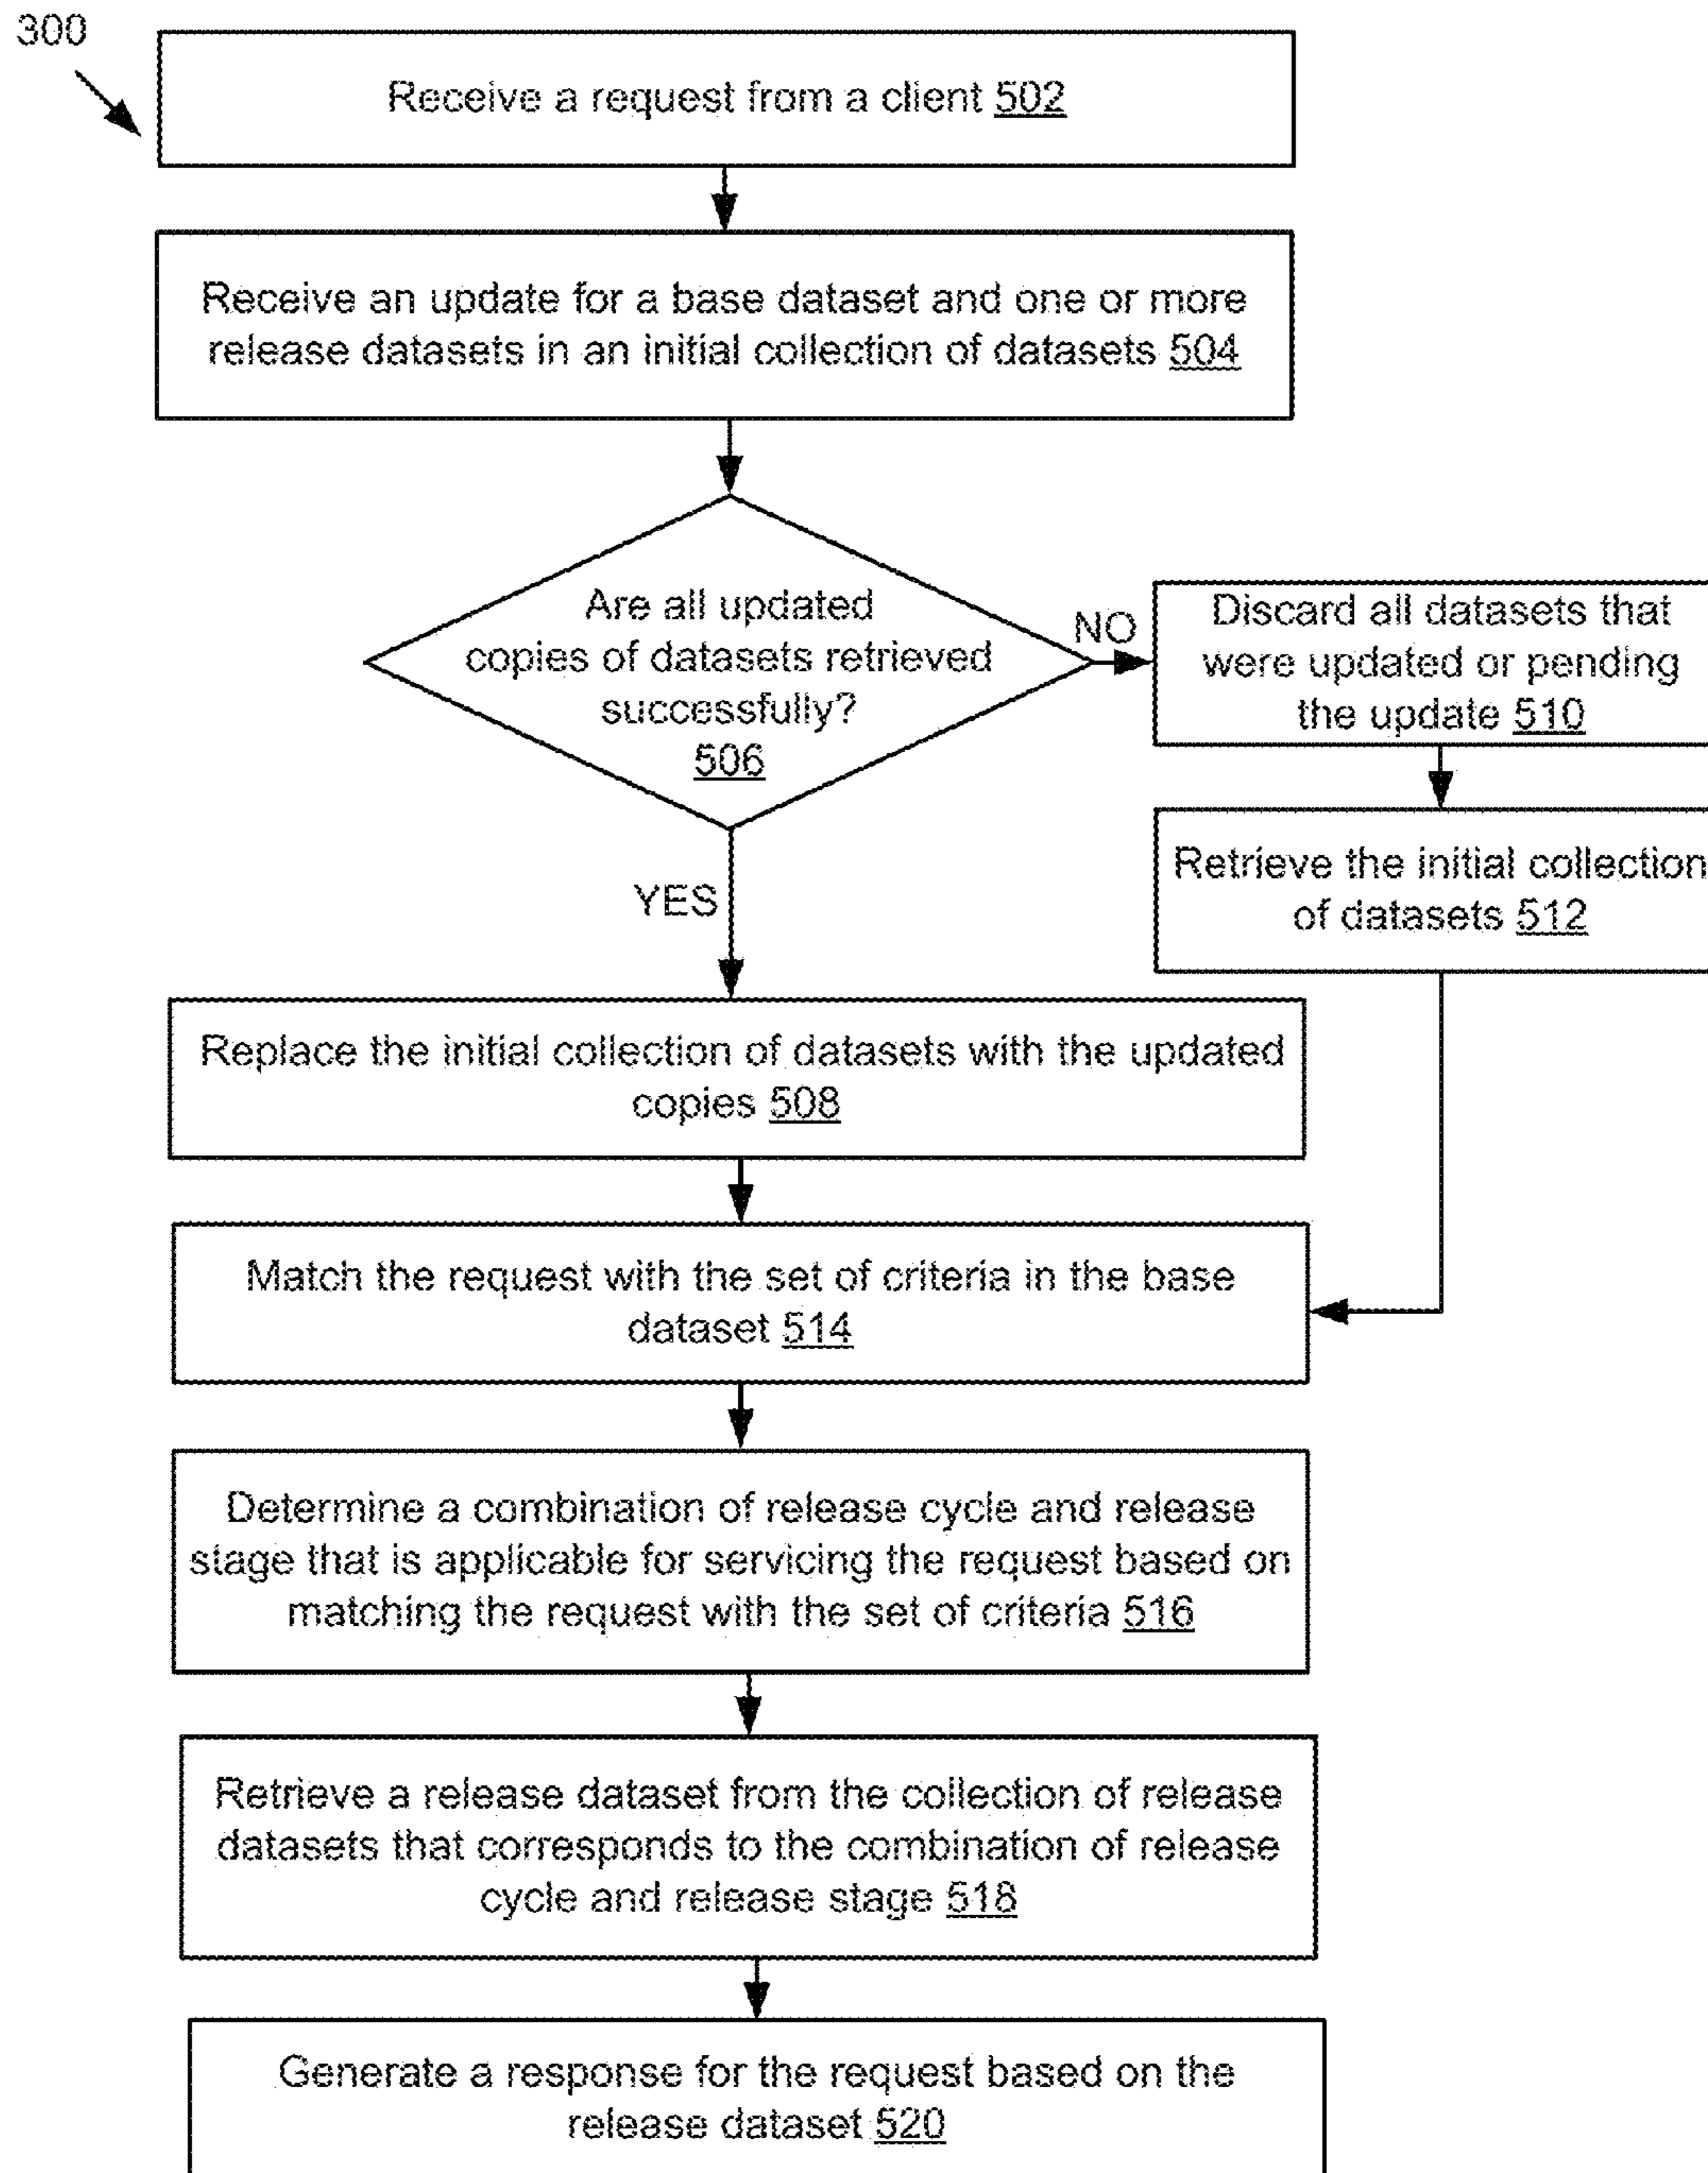 300
Receive a request from a client 502
Receive an update for a base dataset and one or more
release datasets in an initial collection of datasets 504
Are all updated
copies of datasets retrieved
successfully?
506
NO
Discard all datasets that
were updated or pending
the update 510
Retrieve the initial collection
of datasets 512
YES
Replace the initial collection of datasets with the updated
copies 508
Match the request with the set of criteria in the base
dataset 514
Determine a combination of release cycle and release
stage that is applicable for servicing the request based on
matching the request with the set of criteria 516
Retrieve a release dataset from the collection of release
datasets that corresponds to the combination of release
cycle and release stage 518
Generate a response for the request based on the
release dataset 520